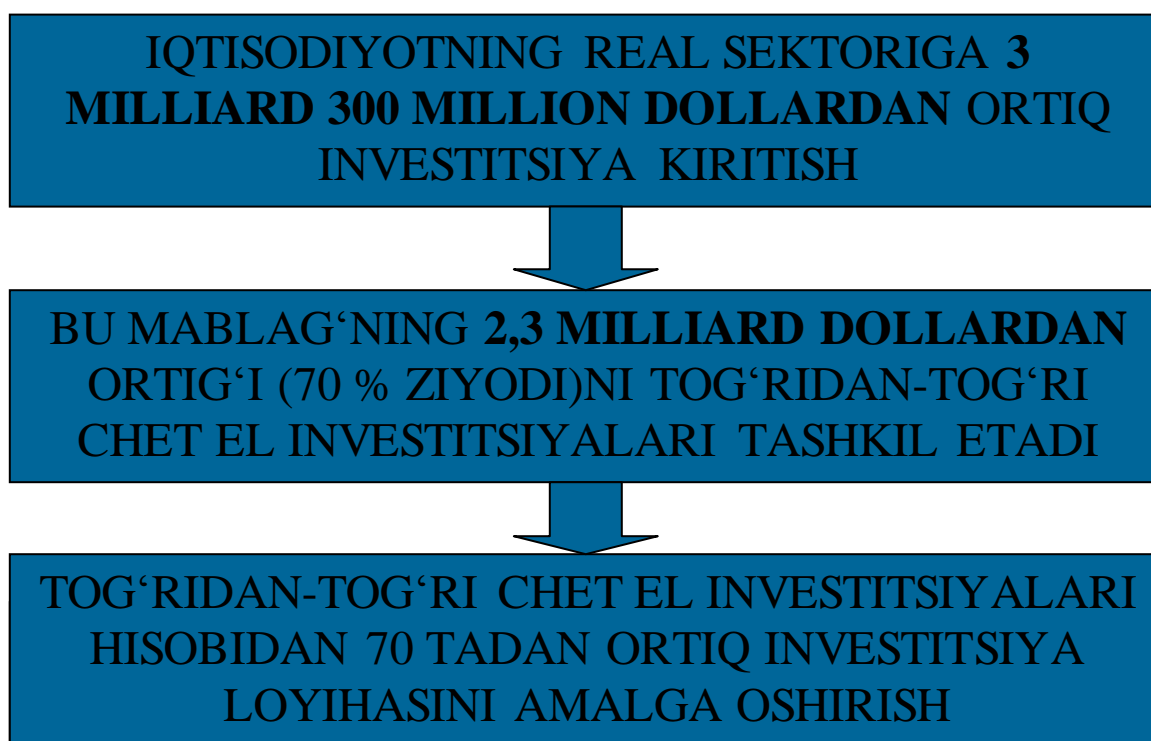 IQTISODIYOTNING REAL SEKTORIGA 3
MILLIARD 300 MILLION DOLLARDAN ORTIQ
INVESTITSIYA KIRITISH
BU MABLAG‘NING 2,3 MILLIARD DOLLARDAN
ORTIG‘I (70 % ZIYODI)NI TOG‘RIDAN-TOG‘RI
CHET EL INVESTITSIYALARI TASHKIL ETADI
TOG‘RIDAN-TOG‘RI CHET EL INVESTITSIYALARI
HISOBIDAN 70 TADAN ORTIQ INVESTITSIYA
LOYIHASINI AMALGA OSHIRISH